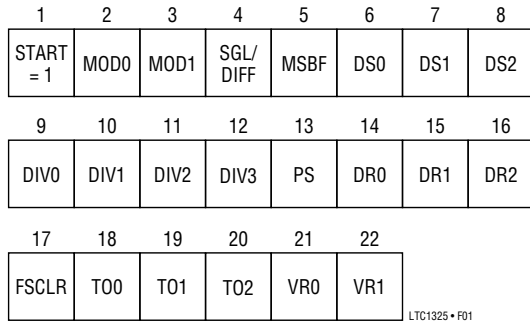 1 2 3 4 5 6 7 8
START = 1 MOD0 MOD1 SGL/ DIFF MSBF DS0 DS1 DS2
9 10 11 12 13 14 15 16
DIV0 DIV1 DIV2 DIV3 PS DR0 DR1 DR2
17 18 19 20 21 22
FSCLR TO0 TO1 TO2 VR0 VR1
LTC1325 • F01